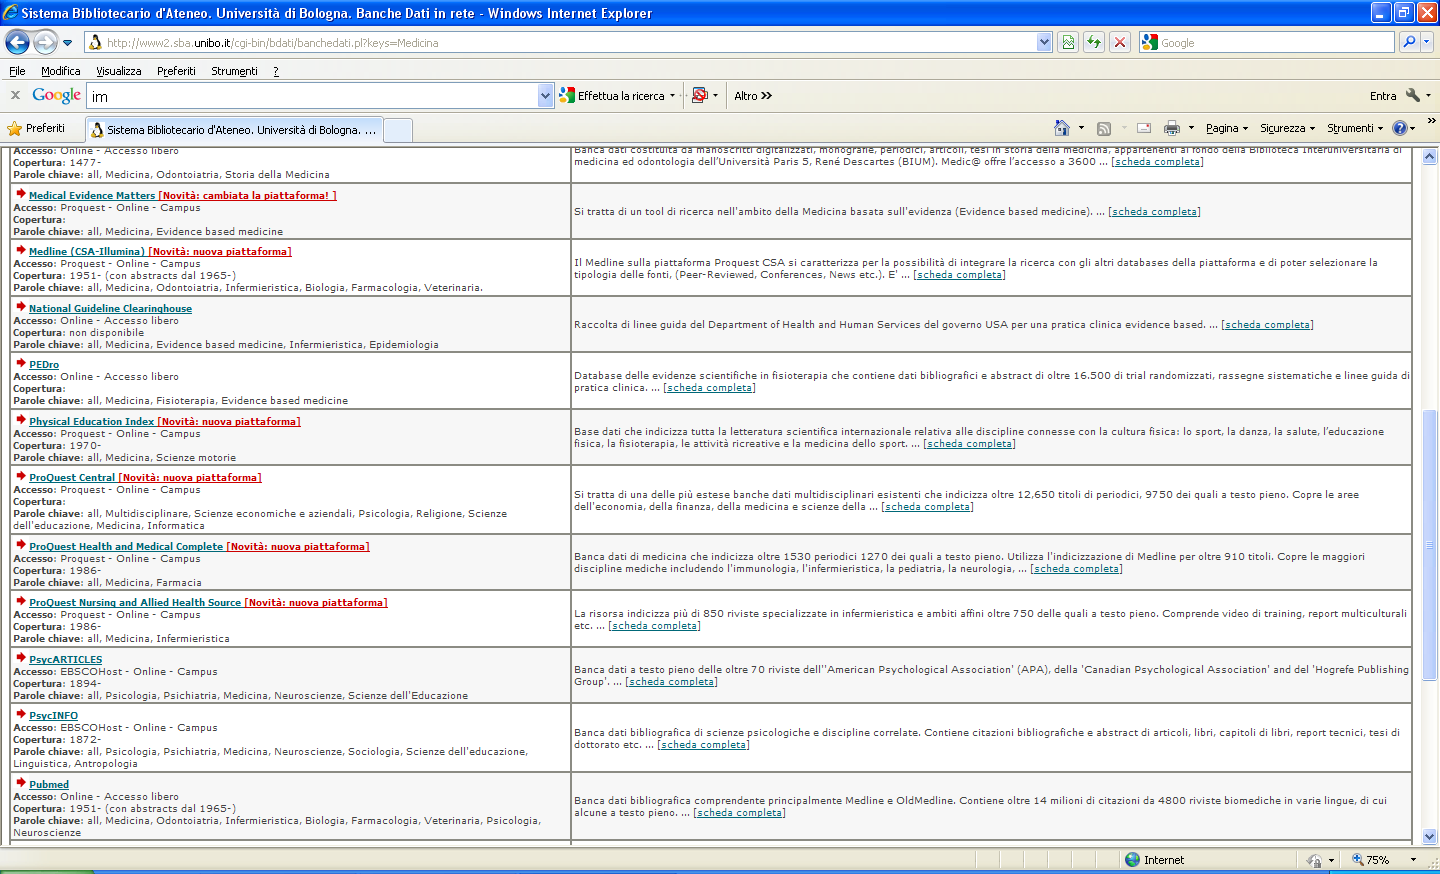 Sistema Bibliotecario d'Ateneo. Università di Bologna. Banche Dati in rete - Windows Internet Explorer
http://www2.sba.unibo.it/cgi-bin/bdati/banchedati.pl?keys=Medicina
Google
File Modifica Visualizza Preferiti Strumenti ?
x Google im Effettua la ricerca Altro >> Entra
Preferiti Sistema Bibliotecario d'Ateneo. Università di Bologna. ... Pagina Sicurezza Strumenti
Accesso: Online - Accesso libero
Copertura: 1477-
Parole chiave: all, Medicina, Odontoiatria, Storia della Medicina
Banca dati costituita da manoscritti digitalizzati, monografie, periodici, articoli, tesi in storia della medicina, appartenenti al fondo della Biblioteca Interuniversitaria di
medicina ed odontologia dell'Università Paris 5, René Descartes (BIUM). Medic@ offre l'accesso a 3600 ... [scheda completa]
Medical Evidence Matters [Novità: cambiata la piattaforma! ]
Accesso: Proquest - Online - Campus
Copertura:
Parole chiave: all, Medicina, Evidence based medicine
Si tratta di un tool di ricerca nell'ambito della Medicina basata sull'evidenza (Evidence based medicine). ... [scheda completa]
Medline (CSA-Illumina) [Novità: nuova piattaforma]
Accesso: Proquest - Online - Campus
Copertura: 1951- (con abstracts dal 1965-)
Parole chiave: all, Medicina, Odontoiatria, Infermieristica, Biologia, Farmacologia, Veterinaria.
Il Medline sulla piattaforma Proquest CSA si caratterizza per la possibilità di integrare la ricerca con gli altri databases della piattaforma e di poter selezionare la
tipologia delle fonti, (Peer-Reviewed, Conferences, News etc.). E' ... [scheda completa]
National Guideline Clearinghouse
Accesso: Online - Accesso libero
Copertura: non disponibile
Parole chiave: all, Medicina, Evidence based medicine, Infermieristica, Epidemiologia
Raccolta di linee guida del Department of Health and Human Services del governo USA per una pratica clinica evidence based. ... [scheda completa]
PEDro
Accesso: Online - Accesso libero
Copertura:
Parole chiave: all, Medicina, Fisioterapia, Evidence based medicine
Database delle evidenze scientifiche in fisioterapia che contiene dati bibliografici e abstract di oltre 16.500 di trial randomizzati, rassegne sistematiche e linee guida di
pratica clinica. ... [scheda completa]
Physical Education Index [Novità: nuova piattaforma]
Accesso: Proquest - Online - Campus
Copertura: 1970-
Parole chiave: all, Medicina, Scienze motorie
Base dati che indicizza tutta la letteratura scientifica internazionale relativa alle discipline connesse con la cultura fisica: lo sport, la danza, la salute, l'educazione
fisica, la fisioterapia, le attività ricreative e la medicina dello sport. ... [scheda completa]
ProQuest Central [Novità: nuova piattaforma]
Accesso: Proquest - Online - Campus
Copertura:
Parole chiave: all, Multidisciplinare, Scienze economiche e aziendali, Psicologia, Religione, Scienze
dell'educazione, Medicina, Informatica
Si tratta di una delle più estese banche dati multidisciplinari esistenti che indicizza oltre 12,650 titoli di periodici, 9750 dei quali a testo pieno. Copre le aree
dell'economia, della finanza, della medicina e scienze della ... [scheda completa]
ProQuest Health and Medical Complete [Novità: nuova piattaforma]
Accesso: Proquest - Online - Campus
Copertura: 1986-
Parole chiave: all, Medicina, Farmacia
Banca dati di medicina che indicizza oltre 1530 periodici 1270 dei quali a testo pieno. Utilizza l'indicizzazione di Medline per oltre 910 titoli. Copre le maggiori
discipline mediche includendo l'immunologia, l'infermieristica, la pediatria, la neurologia, ... [scheda completa]
ProQuest Nursing and Allied Health Source [Novità: nuova piattaforma]
Accesso: Proquest - Online - Campus
Copertura: 1986-
Parole chiave: all, Medicina, Infermieristica
La risorsa indicizza più di 850 riviste specializzate in infermieristica e ambiti affini oltre 750 delle quali a testo pieno. Comprende video di training, report multiculturali
etc. ... [scheda completa]
PsycARTICLES
Accesso: EBSCOHost - Online - Campus
Copertura: 1894-
Parole chiave: all, Psicologia, Psichiatria, Medicina, Neuroscienze, Scienze dell'Educazione
Banca dati a testo pieno delle oltre 70 riviste dell''American Psychological Association' (APA), della 'Canadian Psychological Association' and del 'Hogrefe Publishing
Group'. ... [scheda completa]
PsycINFO
Accesso: EBSCOHost - Online - Campus
Copertura: 1872-
Parole chiave: all, Psicologia, Psichiatria, Medicina, Neuroscienze, Sociologia, Scienze dell'educazione,
Linguistica, Antropologia
Banca dati bibliografica di scienze psicologiche e discipline correlate. Contiene citazioni bibliografiche e abstract di articoli, libri, capitoli di libri, report tecnici, tesi di
dottorato etc. ... [scheda completa]
Pubmed
Accesso: Online - Accesso libero
Copertura: 1951- (con abstracts dal 1965-)
Parole chiave: all, Medicina, Odontoiatria, Infermieristica, Biologia, Farmacologia, Veterinaria, Psicologia,
Neuroscienze
Banca dati bibliografica comprendente principalmente Medline e OldMedline. Contiene oltre 14 milioni di citazioni da 4800 riviste biomediche in varie lingue, di cui
alcune a testo pieno. ... [scheda completa]
Internet 75%